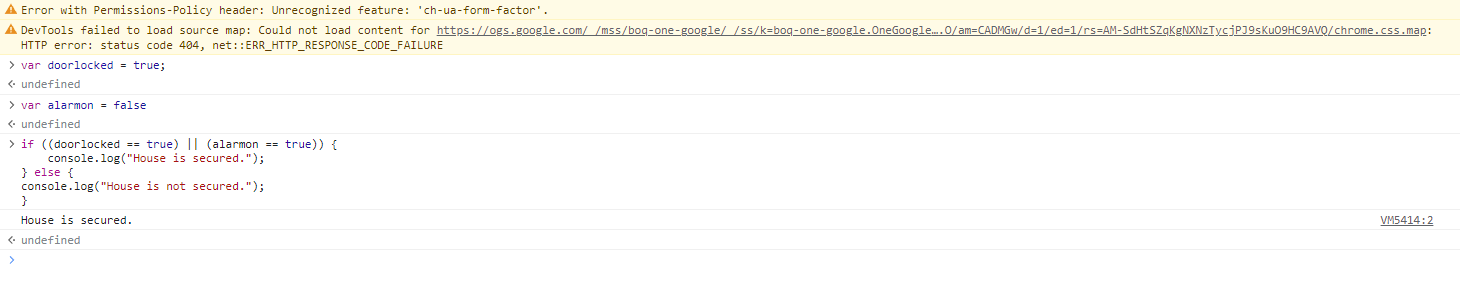 Error with Permissions-Policy header: Unrecognized feature: 'ch-ua-form-factor'.
DevTools failed to load source map: Could not load content for https://ogs.google.com/_/mss/boq-one-google/_/ss/k=boq-one-google.OneGoogle….O/am=CADMGw/d=1/ed=1/rs=AM-SdHtSZqKgNXNzTycjPJ9sKuO9HC9AVQ/chrome.css.map:
HTTP error: status code 404, net::ERR_HTTP_RESPONSE_CODE_FAILURE
> var doorlocked = true;
undefined
> var alarmon = false
undefined
> if ((doorlocked == true) || (alarmon == true)) {
    console.log("House is secured.");
} else {
console.log("House is not secured.");
}
House is secured. VM5414:2
undefined
>